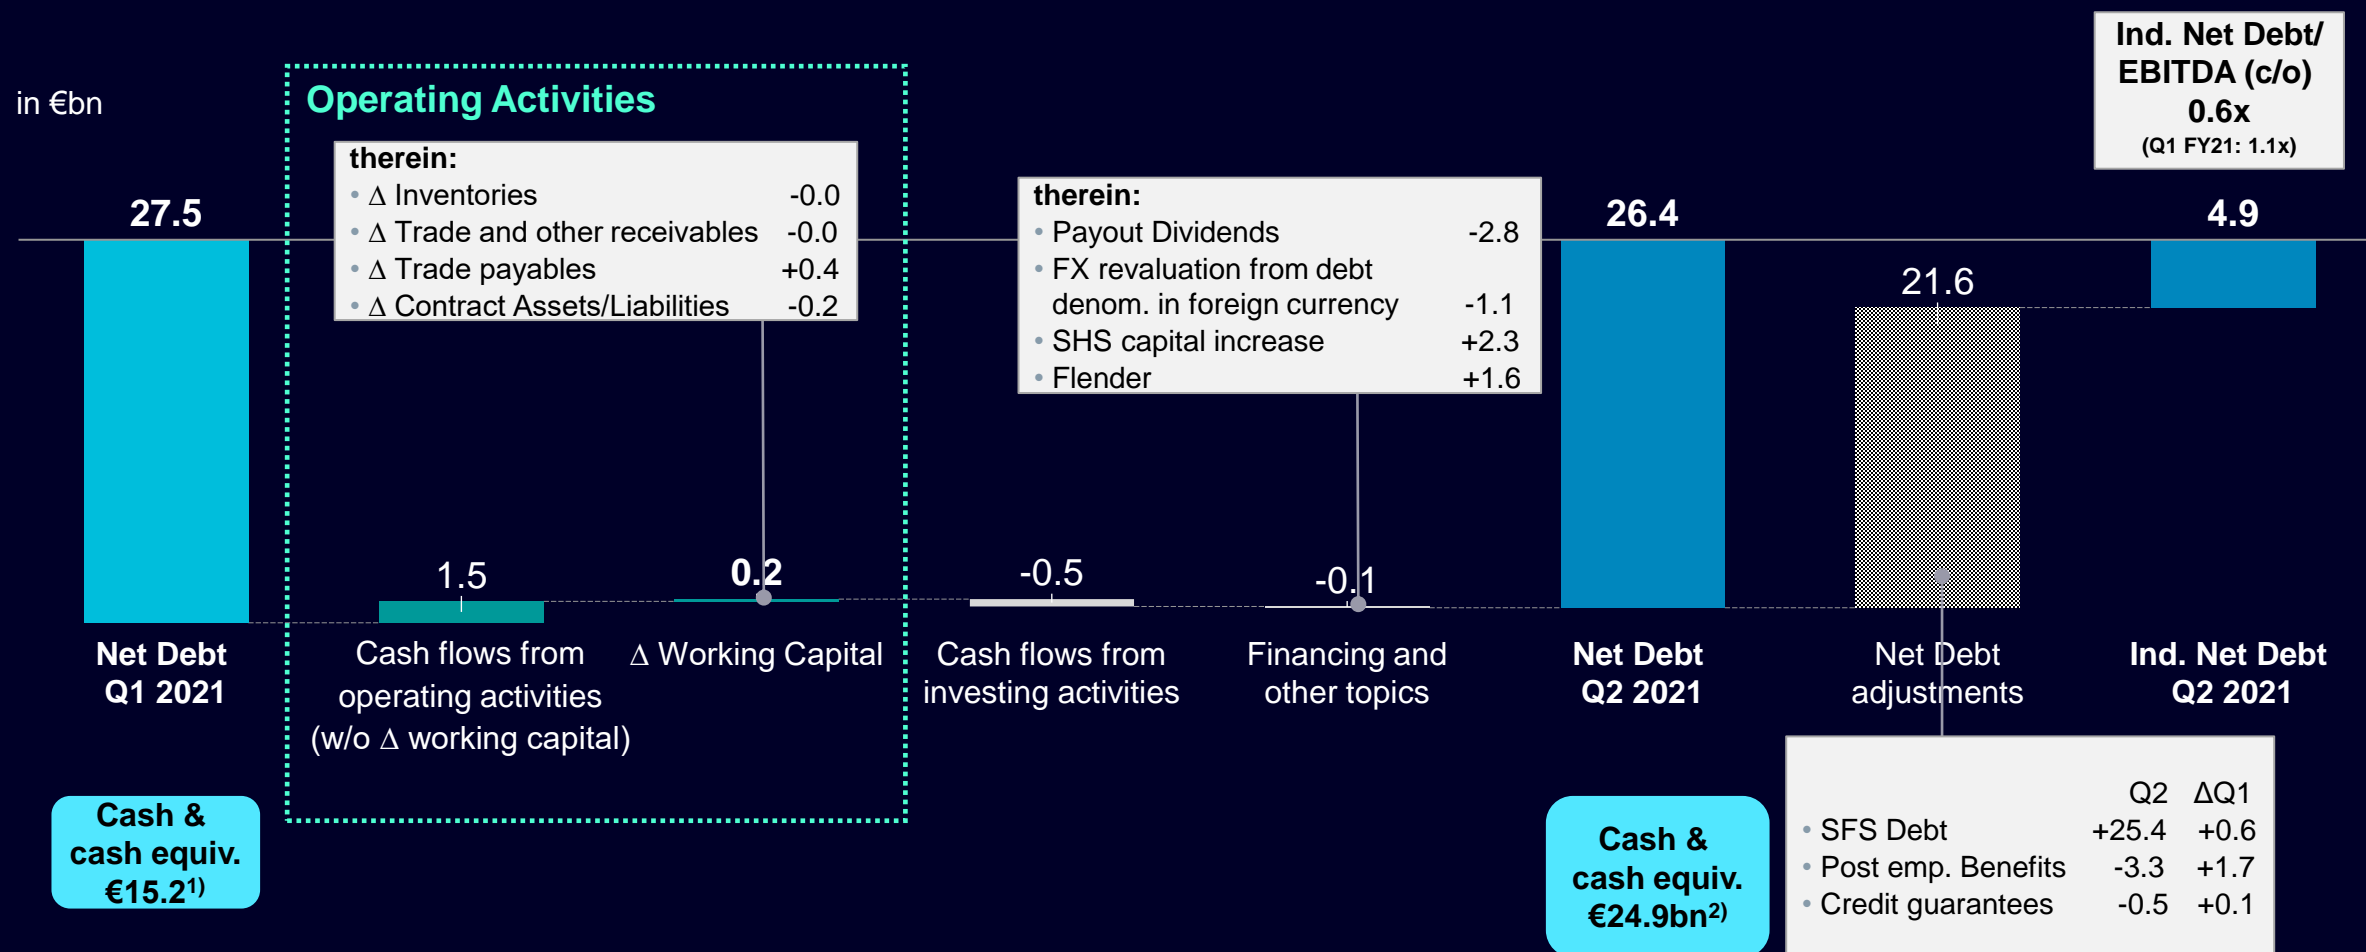 in €bn
Operating Activities
therein:
• Δ Inventories -0.0
• Δ Trade and other receivables -0.0
• Δ Trade payables +0.4
• Δ Contract Assets/Liabilities -0.2
therein:
• Payout Dividends -2.8
• FX revaluation from debt
denom. in foreign currency -1.1
• SHS capital increase +2.3
• Flender +1.6
Ind. Net Debt/
EBITDA (c/o)
0.6x
(Q1 FY21: 1.1x)
27.5
1.5
0.2
-0.5
-0.1
26.4
21.6
4.9
Net Debt
Q1 2021
Cash flows from
operating activities
(w/o Δ working capital)
Δ Working Capital
Cash flows from
investing activities
Financing and
other topics
Net Debt
Q2 2021
Net Debt
adjustments
Ind. Net Debt
Q2 2021
Cash &
cash equiv.
€15.2¹⁾
Cash &
cash equiv.
€24.9bn²⁾
Q2 ΔQ1
• SFS Debt +25.4 +0.6
• Post emp. Benefits -3.3 +1.7
• Credit guarantees -0.5 +0.1